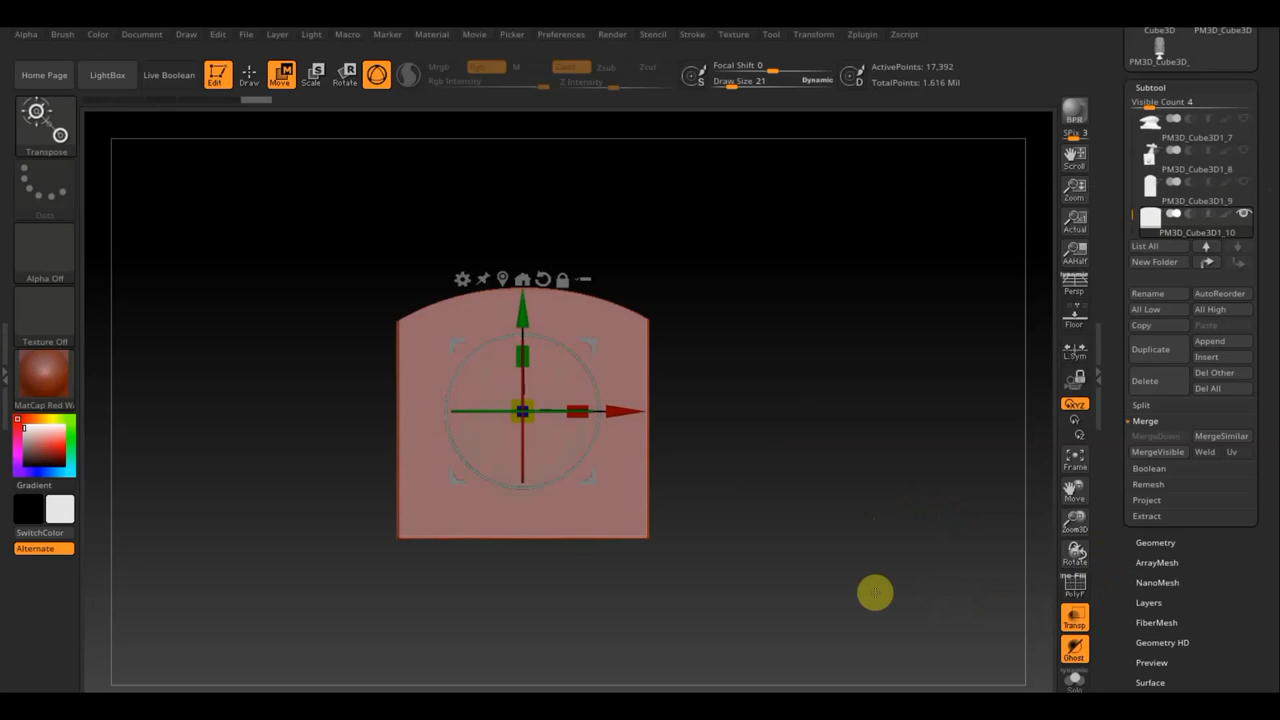 Cube3D PM3D_Cube3D
Alpha Brush Color Document Draw Edit File Layer Light Macro Marker Material Movie Picker Preferences Render Stencil Stroke Texture Tool Transform Zplugin Zscript
PM3D_Cube3D_
Home Page LightBox Live Boolean Edit Draw Move Scale Rotate
Mrgb Rgb M Zadd Zsub Zcut
Rgb Intensity Z Intensity
S Focal Shift 0
Draw Size 21 Dynamic
D ActivePoints: 17,392
TotalPoints: 1.616 Mil
Transpose
Dots
Alpha Off
Texture Off
MatCap Red Wa
Gradient
SwitchColor
Alternate
BPR
SPix 3
Scroll
Zoom
Actual
AAHalf
dynamic
Persp
Floor
L.Sym
XYZ
Y
Z
Frame
Move
Zoom3D
Rotate
Line Fill
PolyF
Transp
Ghost
dynamic
Solo
Subtool
Visible Count 4
PM3D_Cube3D1_7
PM3D_Cube3D1_8
PM3D_Cube3D1_9
PM3D_Cube3D1_10
List All
New Folder
Rename AutoReorder
All Low All High
Copy Paste
Duplicate Append
Insert
Delete Del Other
Del All
Split
Merge
MergeDown MergeSimilar
MergeVisible Weld Uv
Boolean
Remesh
Project
Extract
Geometry
ArrayMesh
NanoMesh
Layers
FiberMesh
Geometry HD
Preview
Surface